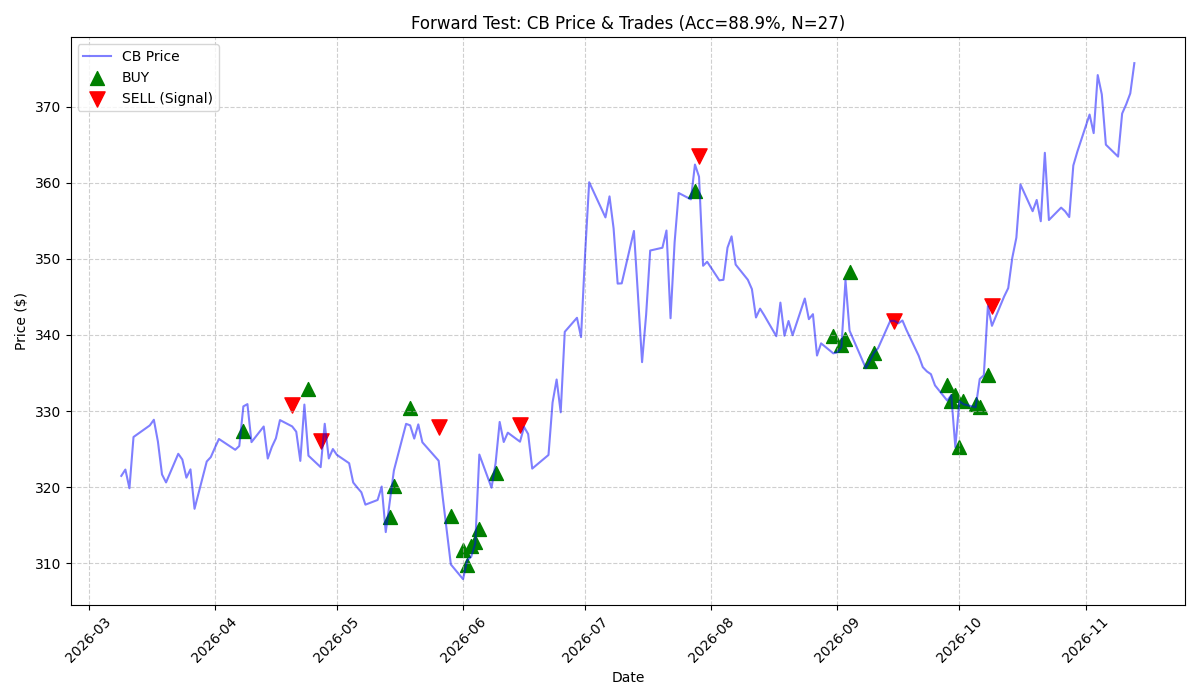 Forward Test: CB Price & Trades (Acc=88.9%, N=27)
CB Price
BUY
SELL (Signal)
Price ($)
370
360
350
340
330
320
310
2026-03
2026-04
2026-05
2026-06
2026-07
2026-08
2026-09
2026-10
2026-11
Date